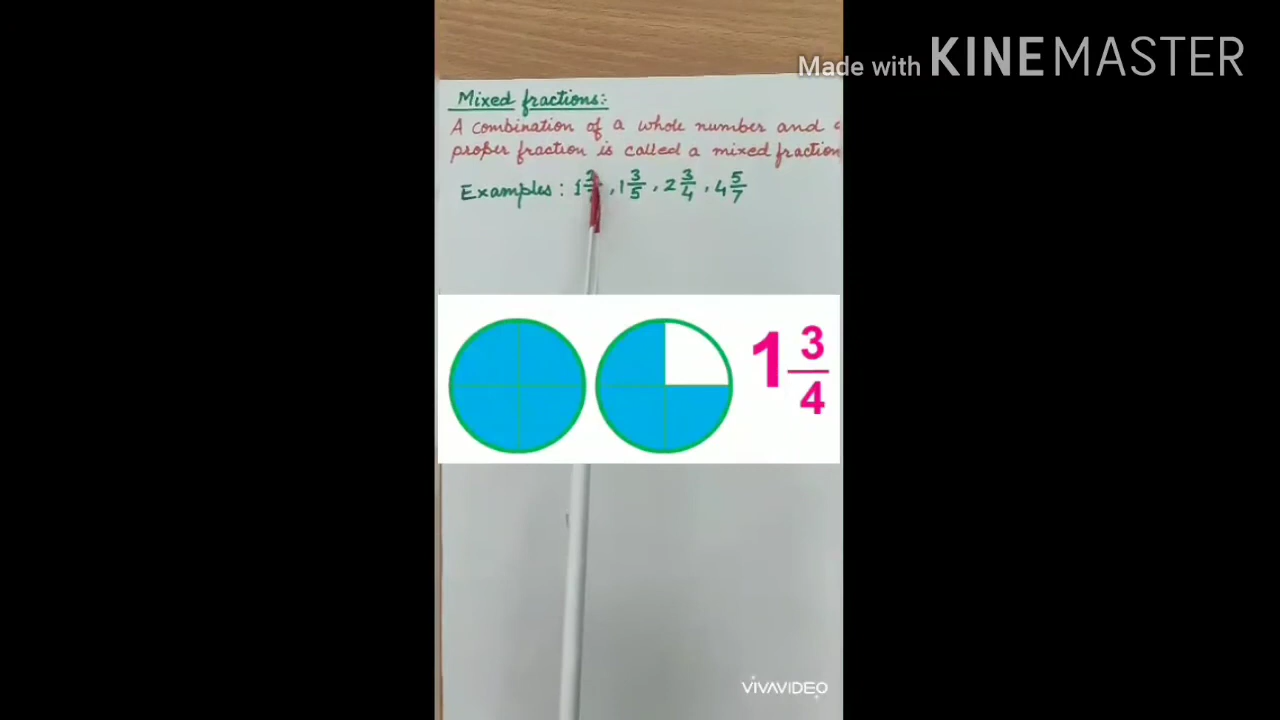 Made with KINEMASTER
Mixed fractions:
A combination of a whole number and
proper fraction is called a mixed fraction
Examples : 1 , 1 3/5 , 2 3/4 , 4 5/7
1 3/4
VIVAVIDEO